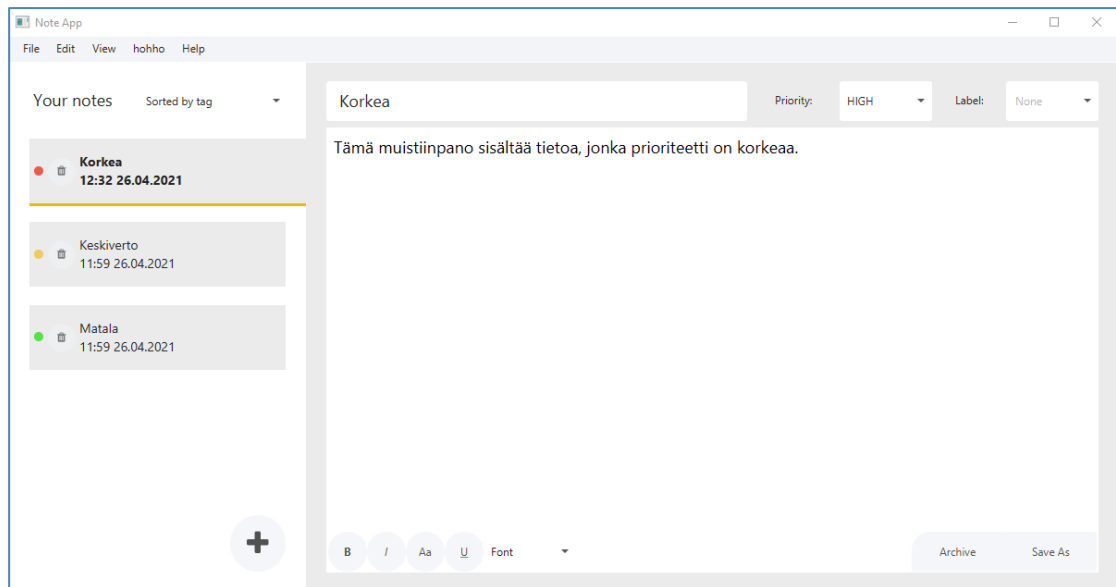 Note App
File Edit View hohho Help
Your notes Sorted by tag
Korkea Priority: HIGH Label: None
Korkea
12:32 26.04.2021
Tämä muistiinpano sisältää tietoa, jonka prioriteetti on korkeaa.
Keskiverto
11:59 26.04.2021
Matala
11:59 26.04.2021
B I Aa U Font Archive Save As